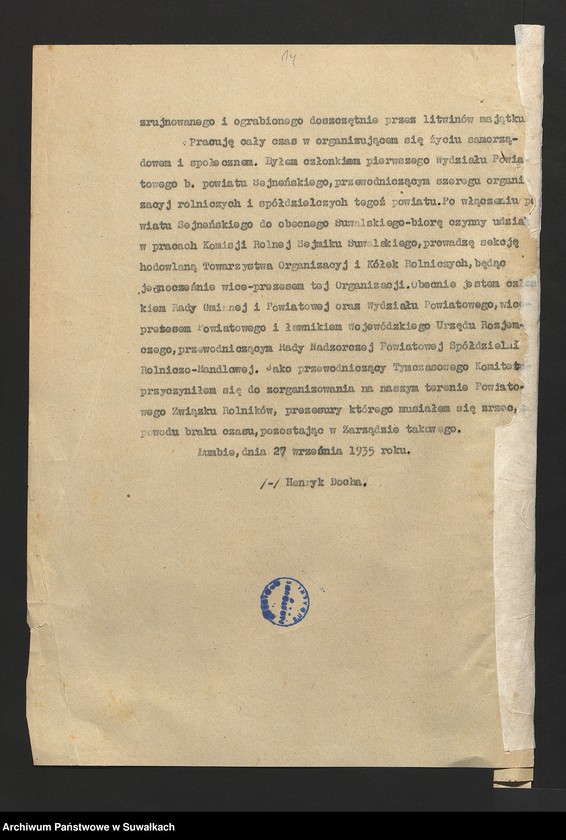 14
zrujnowanego i ograbionego doszczętnie przez litwinów majątku
Pracuję cały czas w organizującem się życiu samorzą-
dowem i społecznem. Byłem członkiem pierwszego Wydziału Powia-
towego b. powiatu Sejneńskiego,przewodniczącym szeregu organi
zacyj rolniczych i spółdzielczych tegoż powiatu.Po włączeniu po
wiatu Sejneńskiego do obecnego Suwalskiego-biorę czynny udział
w pracach Komisji Rolnej Sejmiku Suwalskiego,prowadzę sekcję
hodowlaną Towarzystwa Organizacyj i Kółek Rolniczych,będąc
jednocześnie wice-prezesem tej Organizacji.Obecnie jestem człon
kiem Rady Gminnej i Powiatowej oraz Wydziału Powiatowego,wice-
prezesem Powiatowego i ławnikiem Wojewódzkiego Urzędu Rozjem-
czego,przewodniczącym Rady Nadzorczej Powiatowej Spółdzielni
Rolniczo-Handlowej. Jako przewodniczący Tymczasowego Komitetu
przyczyniłem się do zorganizowania na naszym terenie Powiato-
wego Związku Rolników, prezesury którego musiałem się zrzec,
powodu braku czasu,pozostając w Zarządzie takowego.
Łumbie,dnia 27 września 1935 roku.
/-/ Henryk Docha.
Archiwum Państwowe w Suwałkach